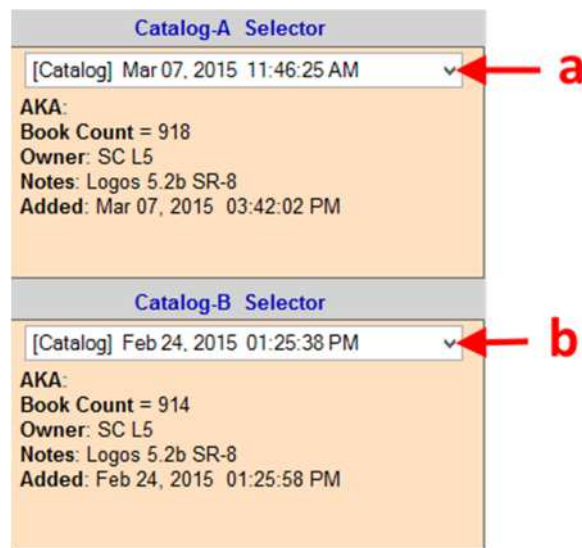 Catalog-A Selector
[Catalog] Mar 07, 2015 11:46:25 AM
a
AKA:
Book Count = 918
Owner: SC L5
Notes: Logos 5.2b SR-8
Added: Mar 07, 2015 03:42:02 PM
Catalog-B Selector
[Catalog] Feb 24, 2015 01:25:38 PM
b
AKA:
Book Count = 914
Owner: SC L5
Notes: Logos 5.2b SR-8
Added: Feb 24, 2015 01:25:58 PM